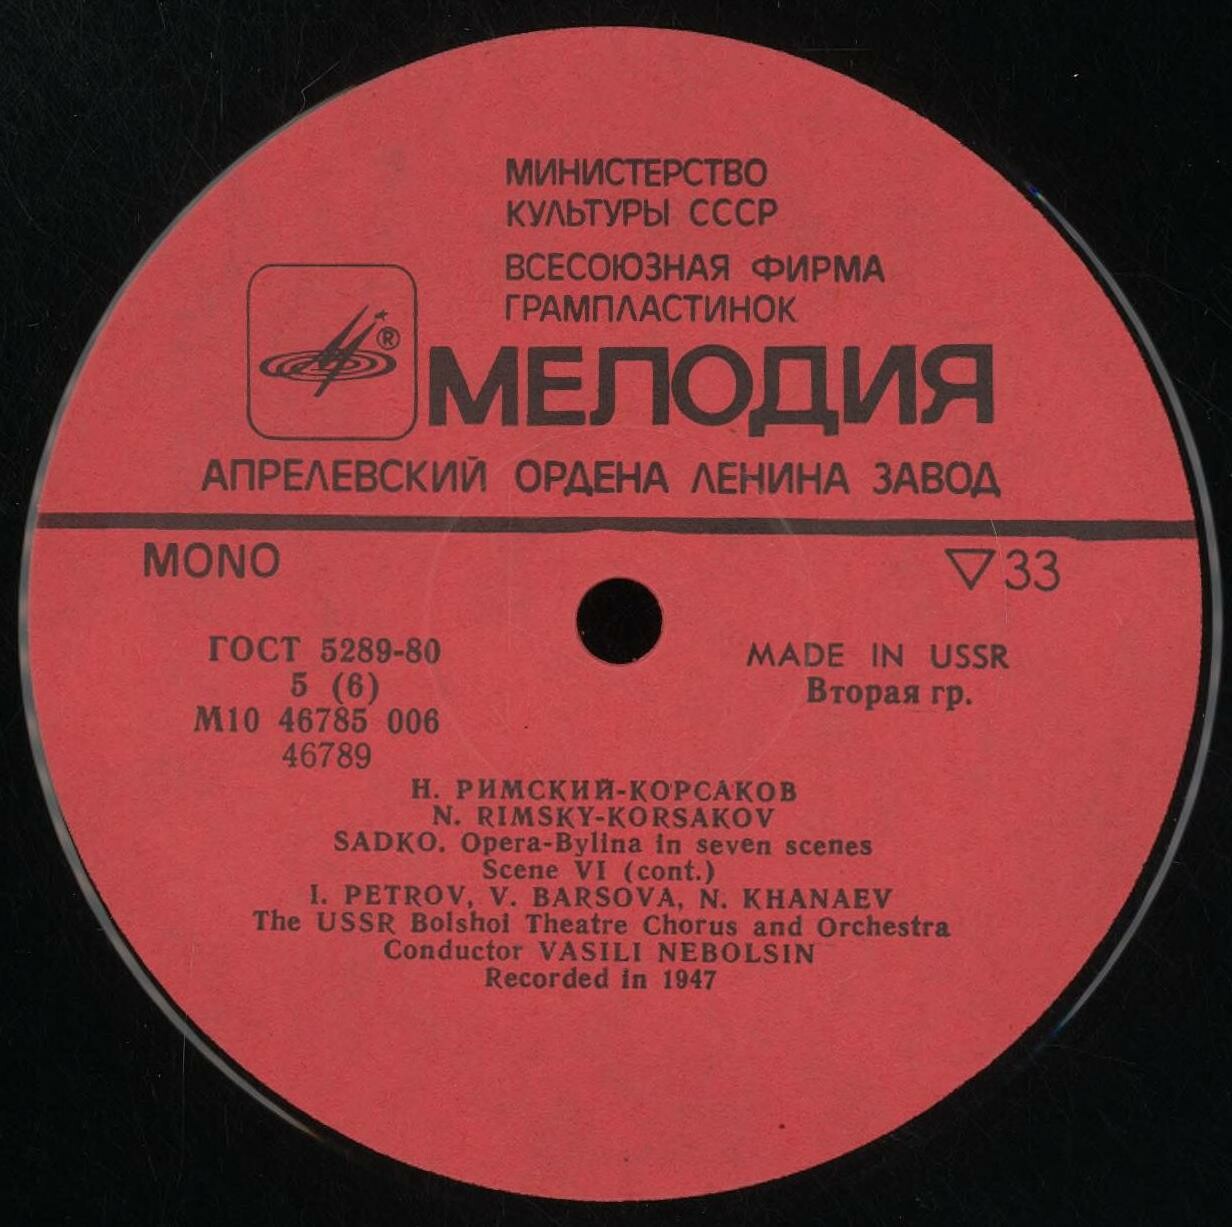 МИНИСТЕРСТВО
КУЛЬТУРЫ СССР
ВСЕСОЮЗНАЯ ФИРМА
ГРАМПЛАСТИНОК
®
МЕЛОДИЯ
АПРЕЛЕВСКИЙ ОРДЕНА ЛЕНИНА ЗАВОД
MONO
▽33
ГОСТ 5289-80
5 (6)
М10 46785 006
46789
MADE IN USSR
Вторая гр.
Н. РИМСКИЙ-КОРСАКОВ
N. RIMSKY-KORSAKOV
SADKO. Opera-Bylina in seven scenes
Scene VI (cont.)
I. PETROV, V. BARSOVA, N. KHANAEV
The USSR Bolshoi Theatre Chorus and Orchestra
Conductor VASILI NEBOLSIN
Recorded in 1947